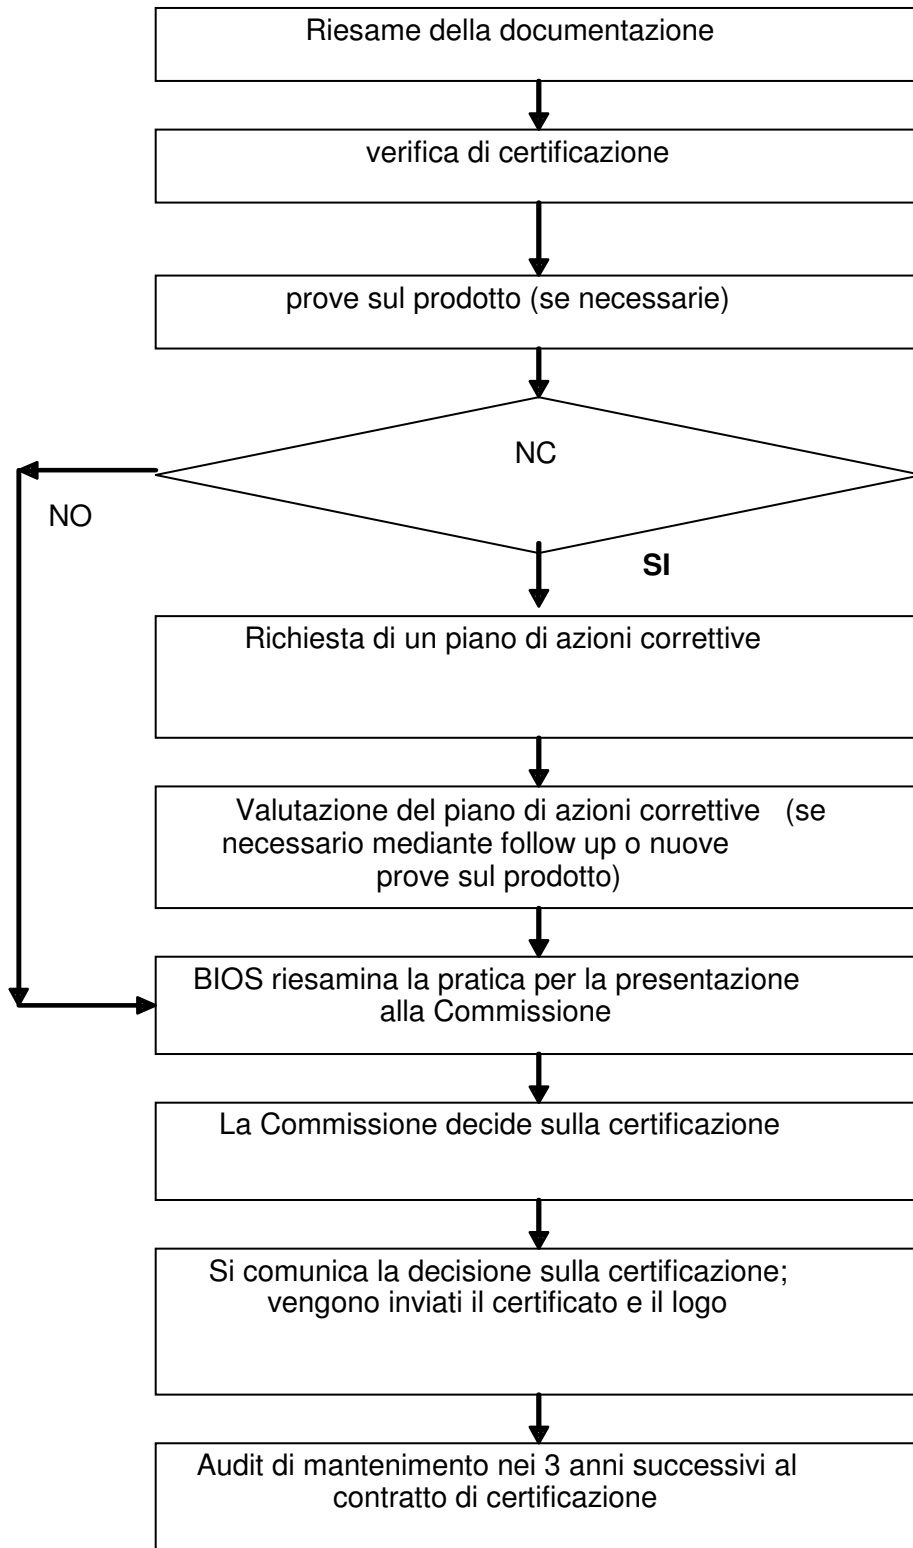 Riesame della documentazione
verifica di certificazione
prove sul prodotto (se necessarie)
NC
NO
SI
Richiesta di un piano di azioni correttive
Valutazione del piano di azioni correttive (se
necessario mediante follow up o nuove
prove sul prodotto)
BIOS riesamina la pratica per la presentazione
alla Commissione
La Commissione decide sulla certificazione
Si comunica la decisione sulla certificazione;
vengono inviati il certificato e il logo
Audit di mantenimento nei 3 anni successivi al
contratto di certificazione